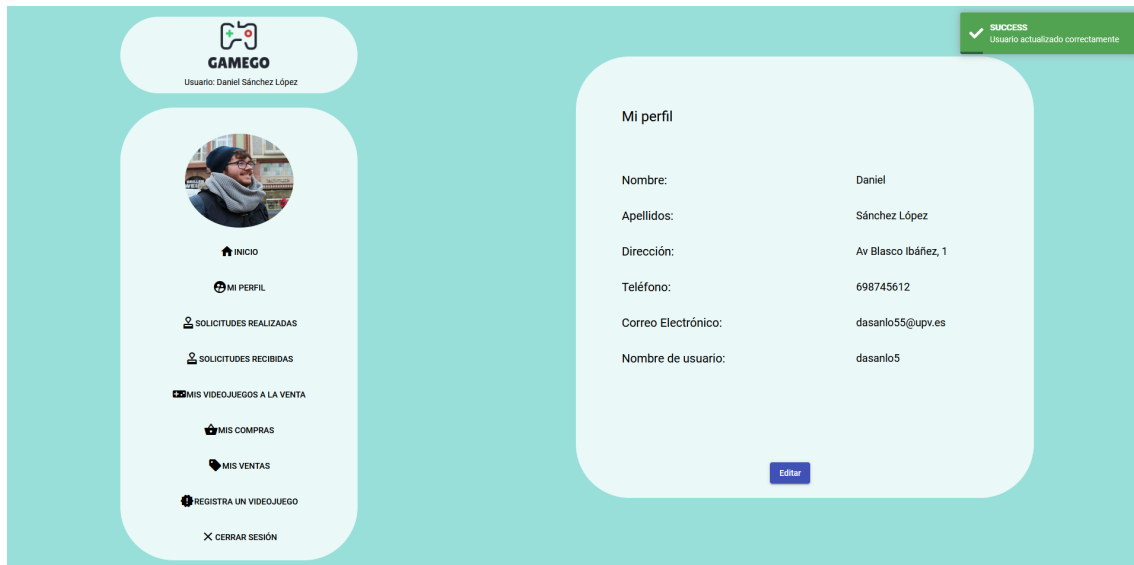 GAMEGO
Usuario: Daniel Sánchez López
INICIO
MI PERFIL
SOLICITUDES REALIZADAS
SOLICITUDES RECIBIDAS
MIS VIDEOJUEGOS A LA VENTA
MIS COMPRAS
MIS VENTAS
REGISTRA UN VIDEOJUEGO
CERRAR SESIÓN
SUCCESS
Usuario actualizado correctamente
Mi perfil
Nombre: Daniel
Apellidos: Sánchez López
Dirección: Av Blasco Ibáñez, 1
Teléfono: 698745612
Correo Electrónico: dasanlo55@upv.es
Nombre de usuario: dasanlo5
Editar